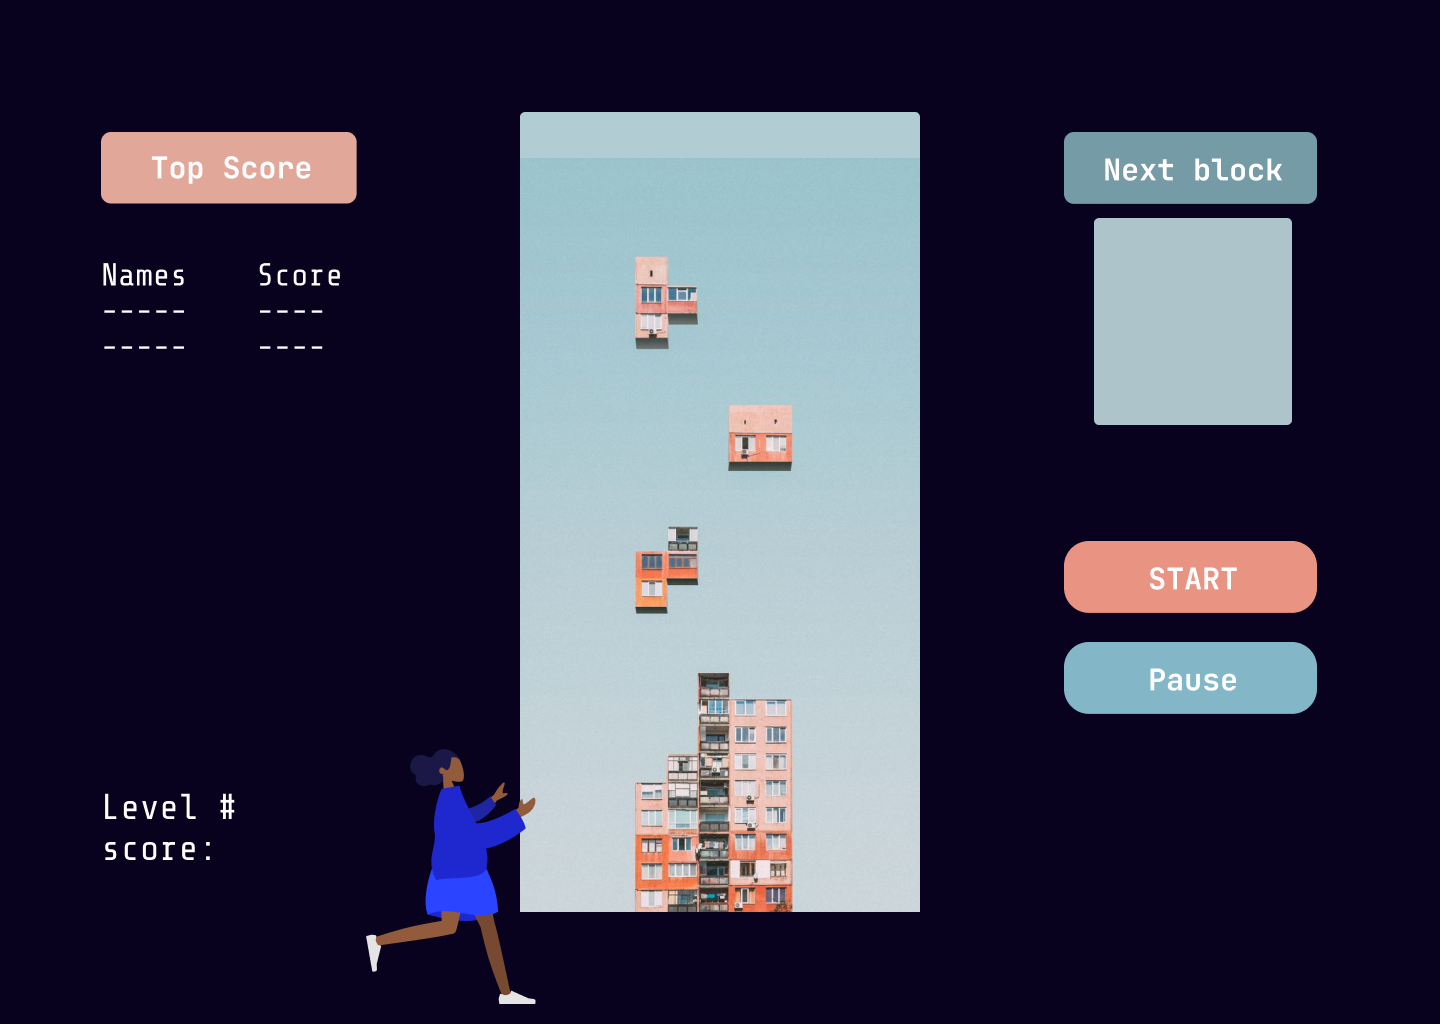 Top Score
Names Score
----- ----
----- ----
Level #
score:
Next block
START
Pause